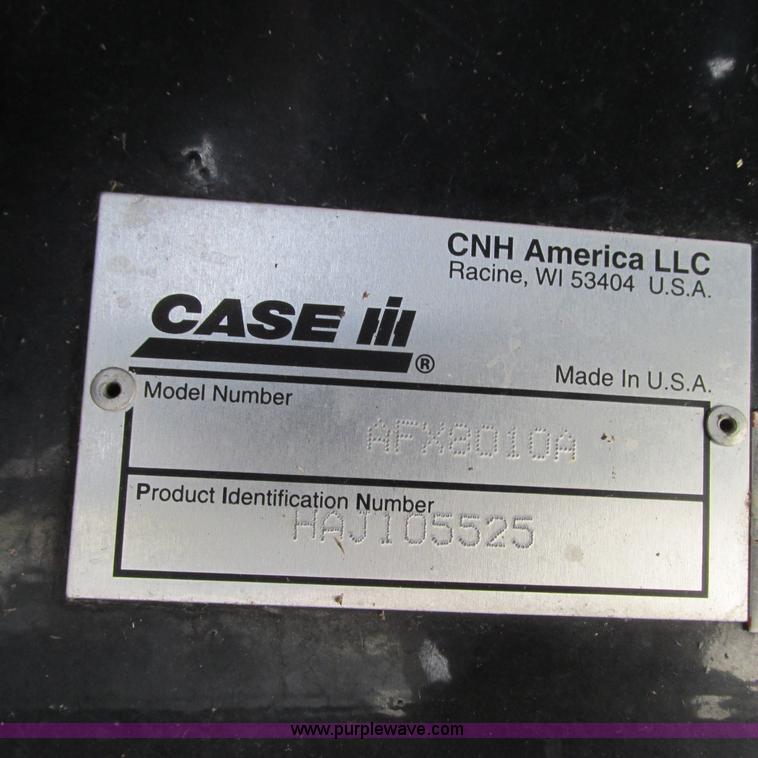 CNH America LLC
Racine, WI 53404 U.S.A.
CASE IH
®
Made In U.S.A.
Model Number
AFX8010A
Product Identification Number
HAJ105525
www.purplewave.com